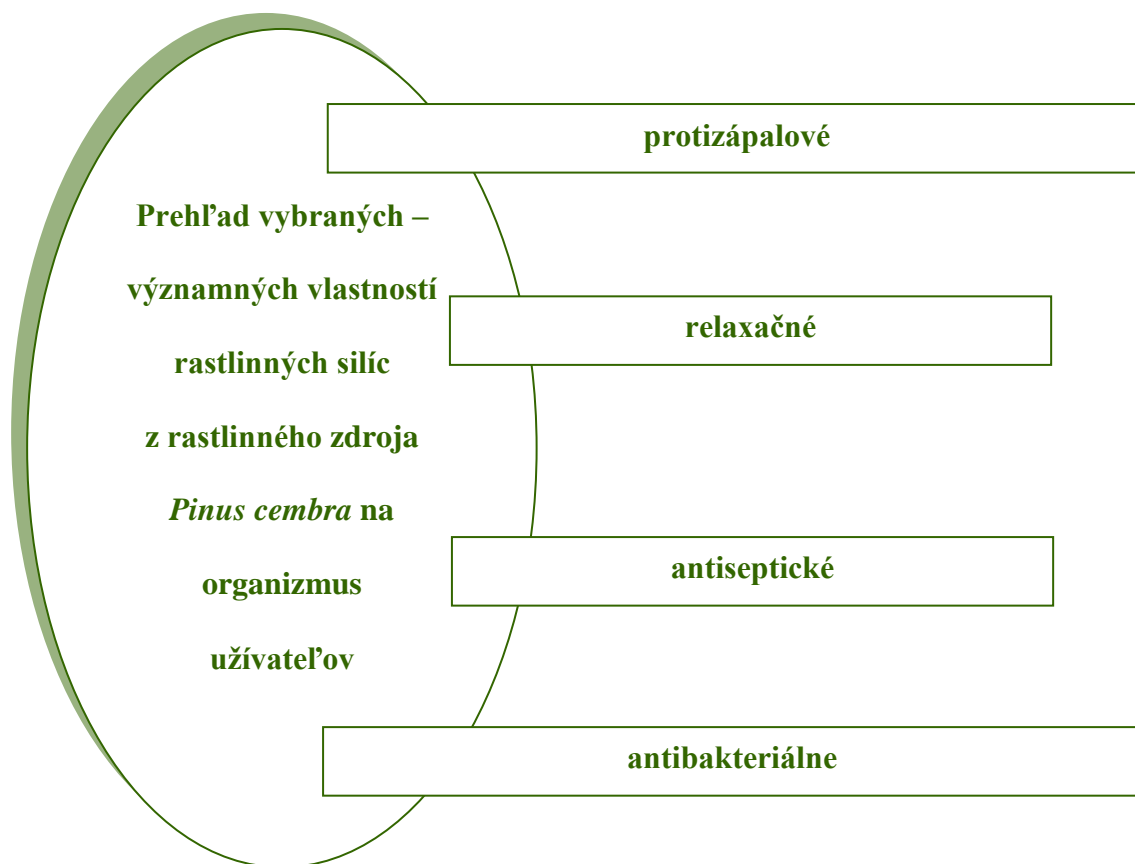 protizápalové
Prehľad vybraných –
významných vlastností
relaxačné
rastlinných silíc
z rastlinného zdroja
Pinus cembra na
antiseptické
organizmus
užívateľov
antibakteriálne